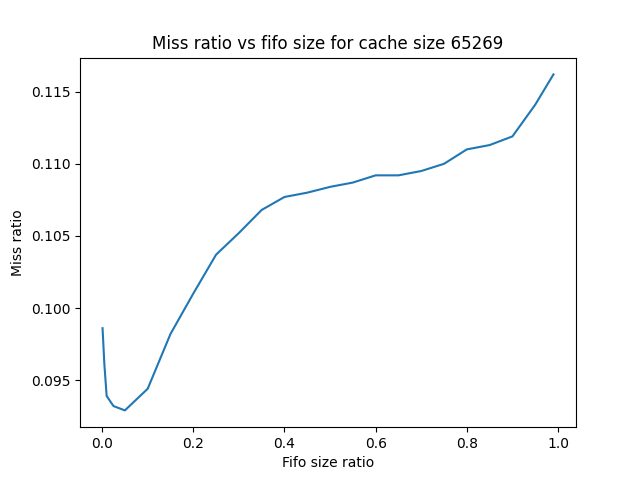 Miss ratio vs fifo size for cache size 65269
0.115
0.110
0.105
0.100
0.095
Miss ratio
0.0 0.2 0.4 0.6 0.8 1.0
Fifo size ratio